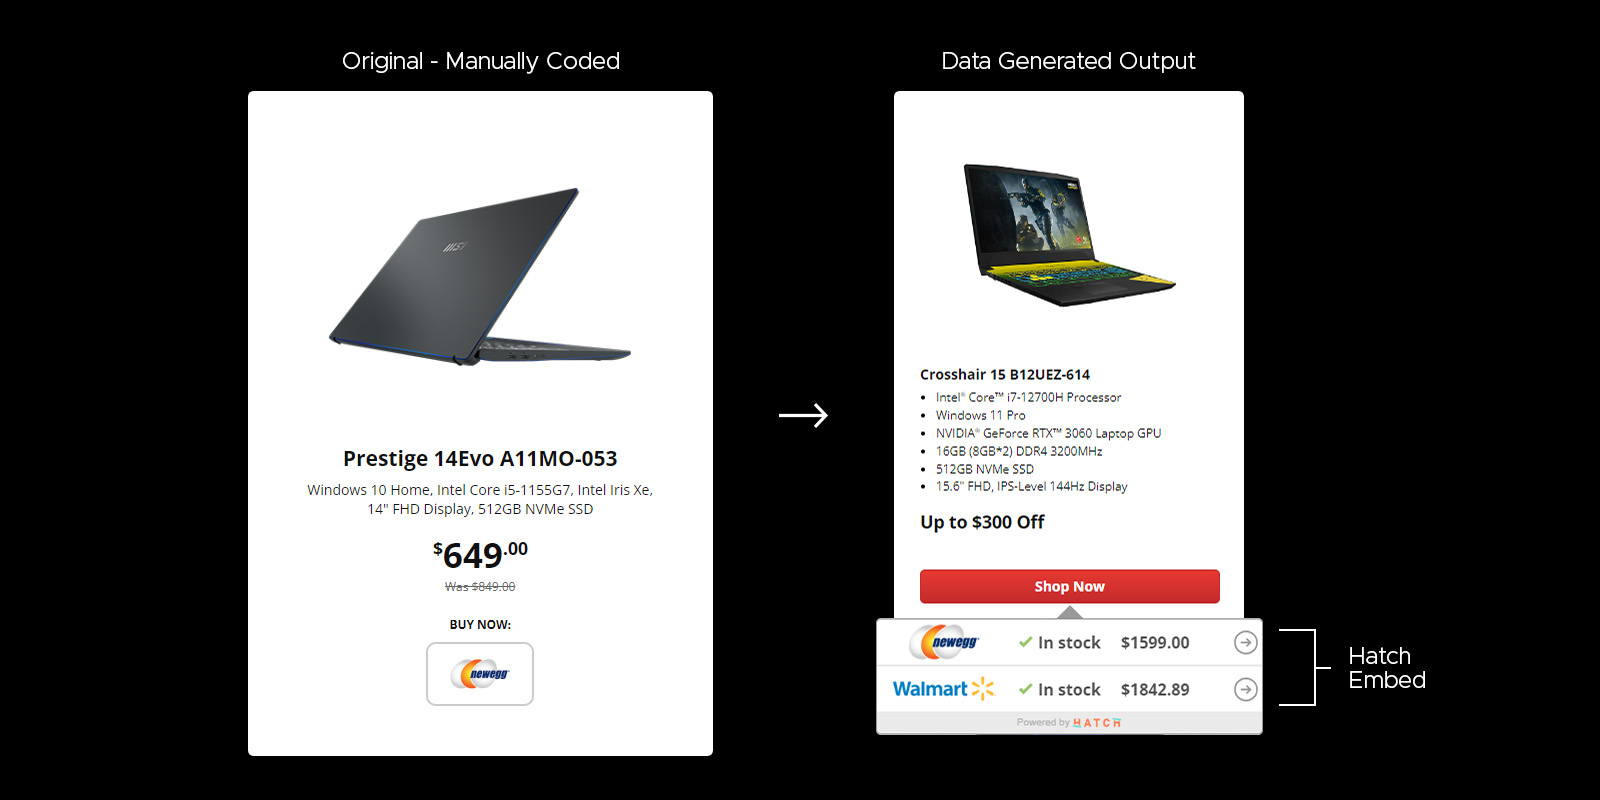 Original - Manually Coded
msi
Prestige 14Evo A11MO-053
Windows 10 Home, Intel Core i5-1155G7, Intel Iris Xe,
14" FHD Display, 512GB NVMe SSD
$649.00
Was $849.00
BUY NOW:
newegg
Data Generated Output
Crosshair 15 B12UEZ-614
• Intel® Core™ i7-12700H Processor
• Windows 11 Pro
• NVIDIA® GeForce RTX™ 3060 Laptop GPU
• 16GB (8GB*2) DDR4 3200MHz
• 512GB NVMe SSD
• 15.6" FHD, IPS-Level 144Hz Display
Up to $300 Off
Shop Now
newegg In stock $1599.00
Walmart In stock $1842.89
Powered by HATCH
Hatch
Embed